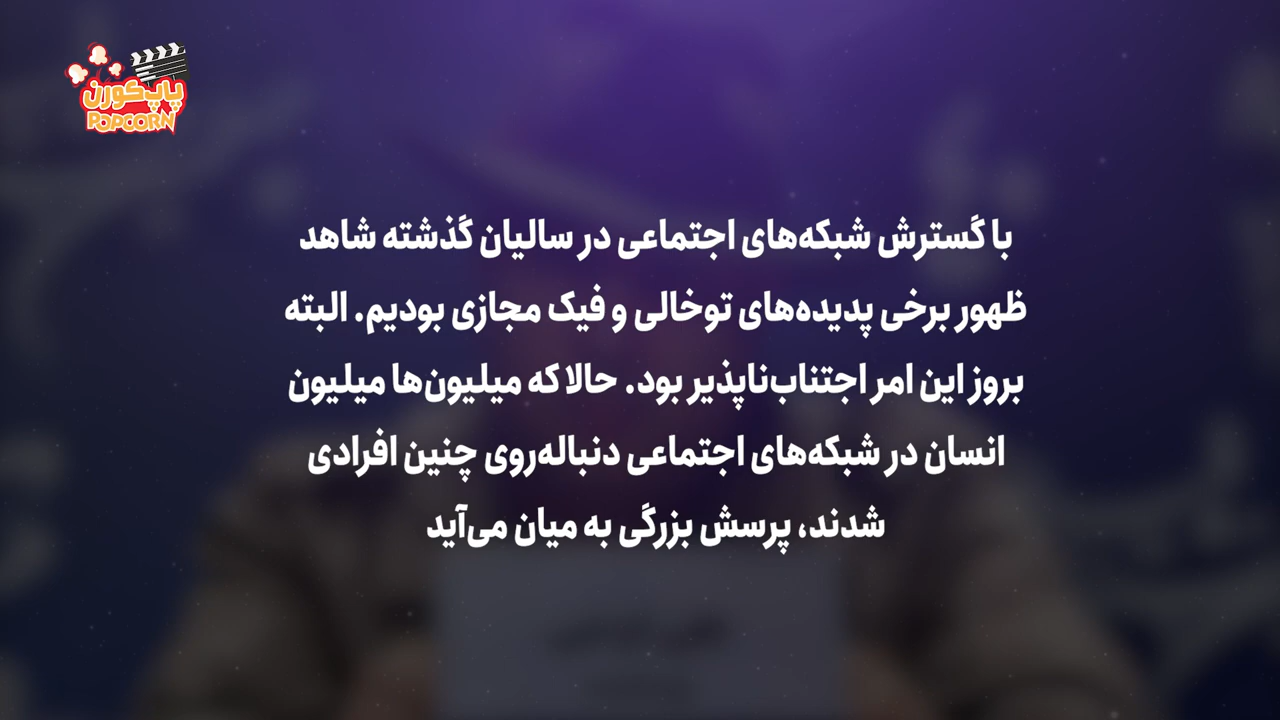 پاپ‌کورن
POPCORN
با گسترش شبکه‌های اجتماعی در سالیان گذشته شاهد
ظهور برخی پدیده‌های توخالی و فیک مجازی بودیم. البته
بروز این امر اجتناب‌ناپذیر بود. حالا که میلیون‌ها میلیون
انسان در شبکه‌های اجتماعی دنباله‌روی چنین افرادی
شدند، پرسش بزرگی به میان می‌آید